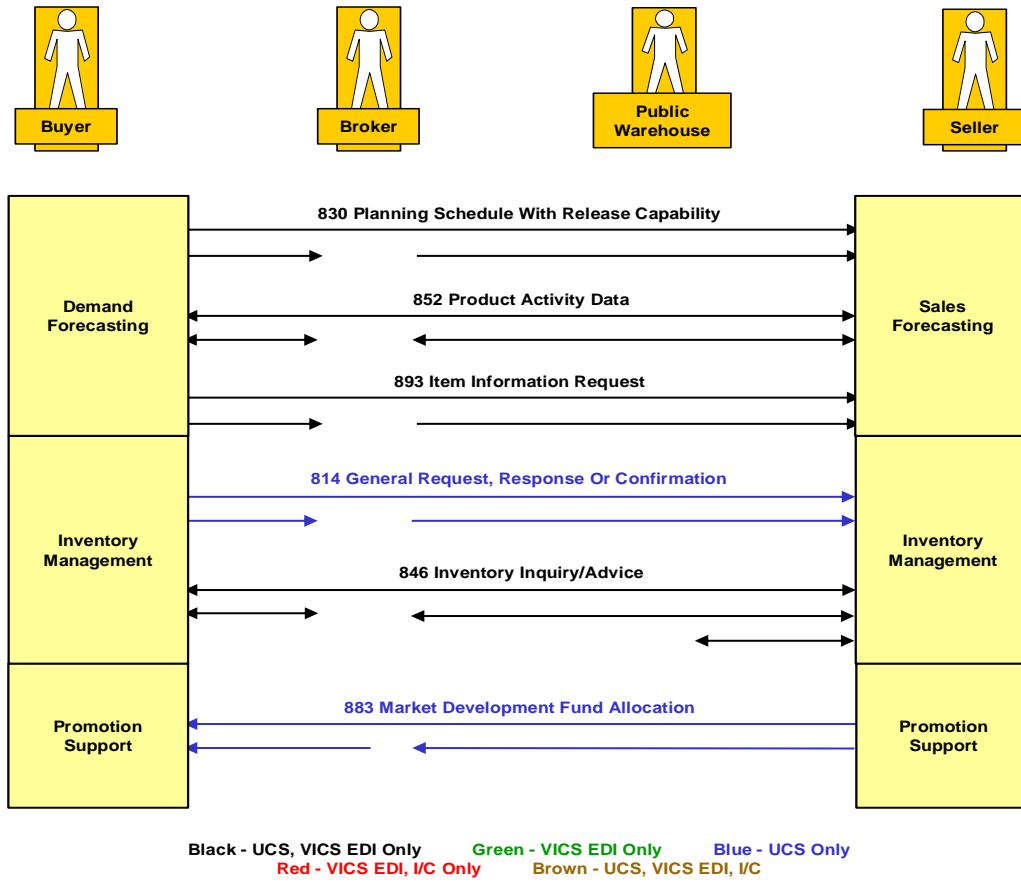 Buyer
Broker
Public
Warehouse
Seller
830 Planning Schedule With Release Capability
852 Product Activity Data
893 Item Information Request
Demand
Forecasting
Sales
Forecasting
814 General Request, Response Or Confirmation
846 Inventory Inquiry/Advice
Inventory
Management
Inventory
Management
883 Market Development Fund Allocation
Promotion
Support
Promotion
Support
Black - UCS, VICS EDI Only Green - VICS EDI Only Blue - UCS Only
Red - VICS EDI, I/C Only Brown - UCS, VICS EDI, I/C